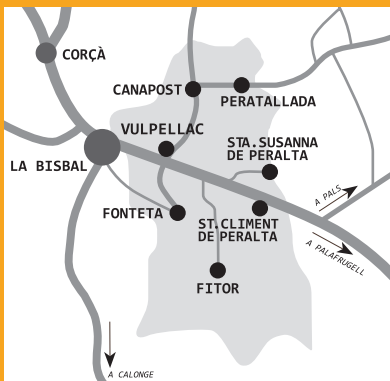 CORÇÀ
CANAPOST
PERATALLADA
VULPELLAC
STA.SUSANNA
DE PERALTA
LA BISBAL
A PALS
FONTETA
ST.CLIMENT
DE PERALTA
A PALAFRUGELL
FITOR
A CALONGE